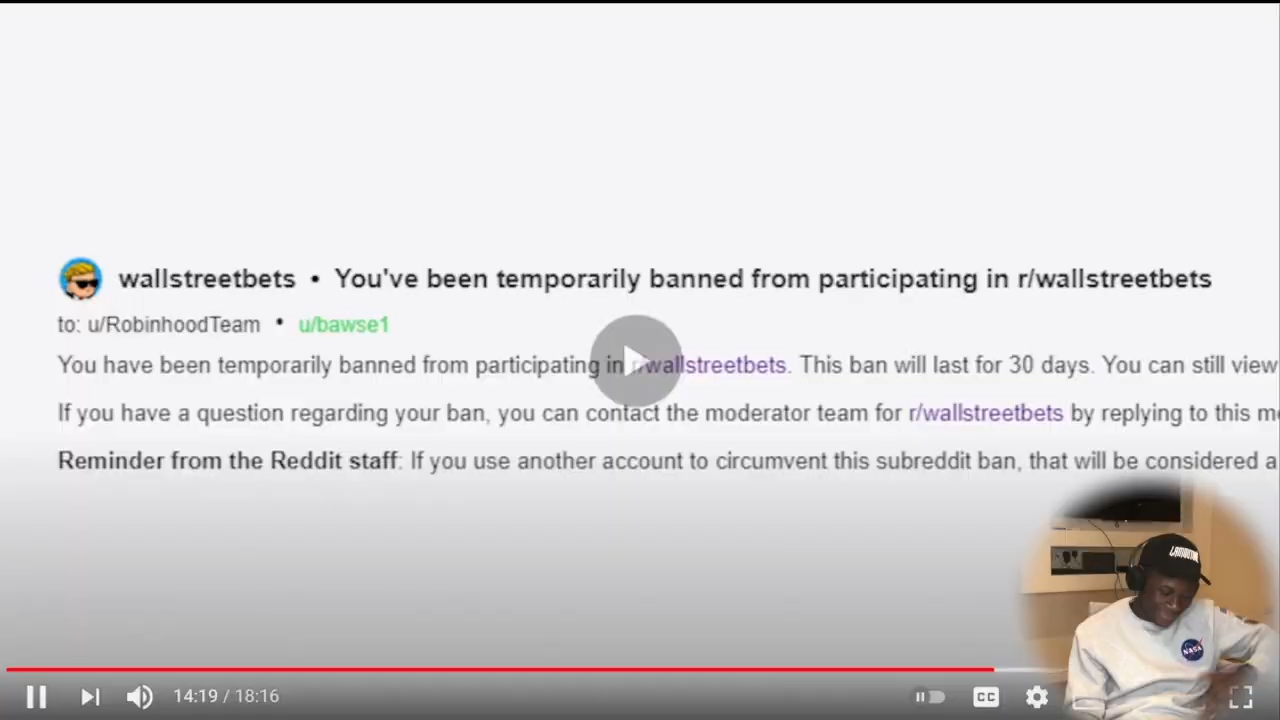 wallstreetbets • You've been temporarily banned from participating in r/wallstreetbets
to: u/RobinhoodTeam • u/bawse1
You have been temporarily banned from participating in r/wallstreetbets. This ban will last for 30 days. You can still view
If you have a question regarding your ban, you can contact the moderator team for r/wallstreetbets by replying to this m
Reminder from the Reddit staff: If you use another account to circumvent this subreddit ban, that will be considered a
NASA
14:19 / 18:16
CC